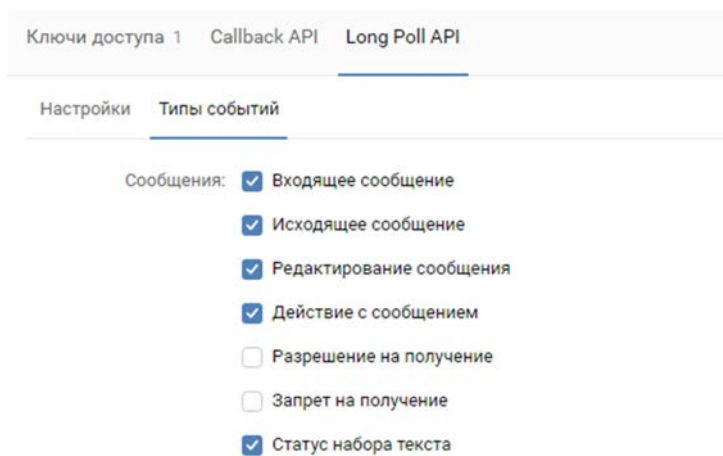 Ключи доступа 1 Callback API Long Poll API
Настройки Типы событий
Сообщения: Входящее сообщение
Исходящее сообщение
Редактирование сообщения
Действие с сообщением
Разрешение на получение
Запрет на получение
Статус набора текста